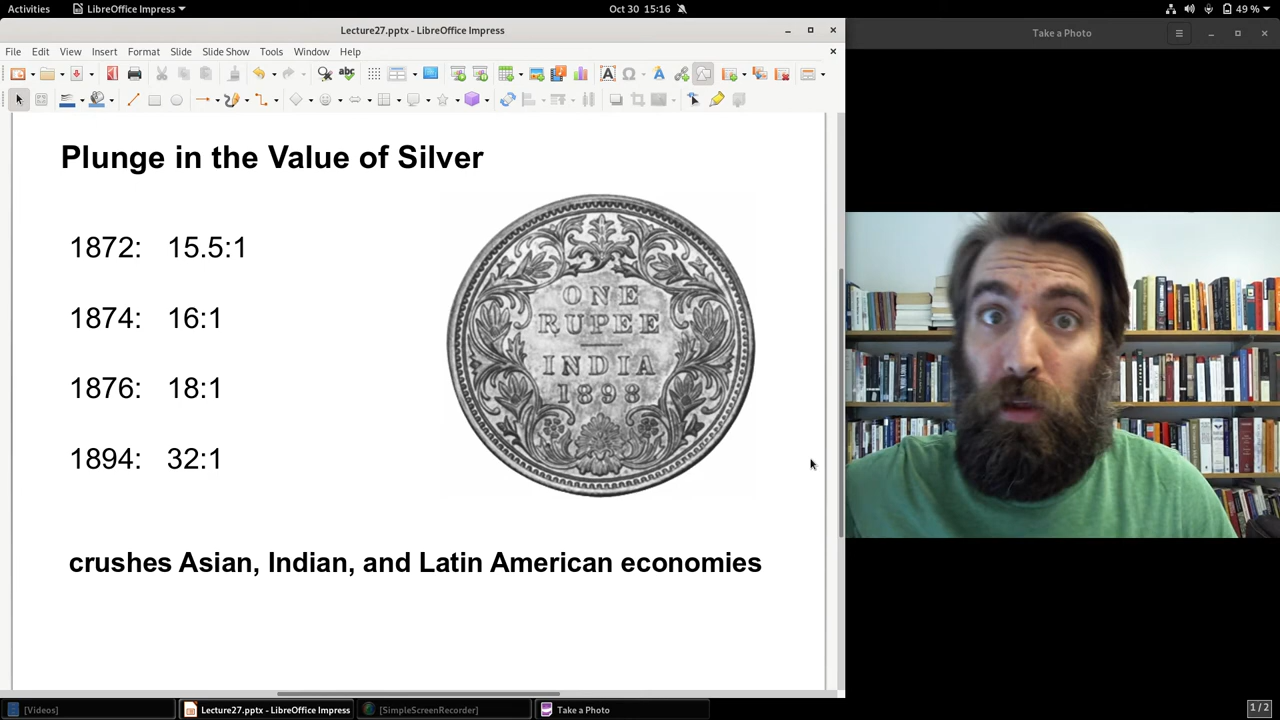 Activities
LibreOffice Impress
Oct 30 15:16
49 %
Lecture27.pptx - LibreOffice Impress
Take a Photo
File Edit View Insert Format Slide Slide Show Tools Window Help
Plunge in the Value of Silver
1872: 15.5:1
1874: 16:1
1876: 18:1
1894: 32:1
ONE
RUPEE
INDIA
1898
crushes Asian, Indian, and Latin American economies
[Videos]
Lecture27.pptx - LibreOffice Impress
[SimpleScreenRecorder]
Take a Photo
1 / 2